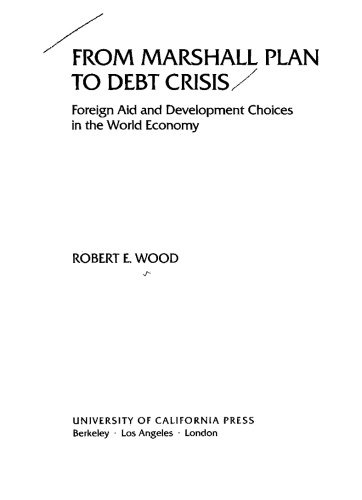 FROM MARSHALL PLAN
TO DEBT CRISIS
Foreign Aid and Development Choices
in the World Economy
ROBERT E. WOOD
UNIVERSITY OF CALIFORNIA PRESS
Berkeley · Los Angeles · London